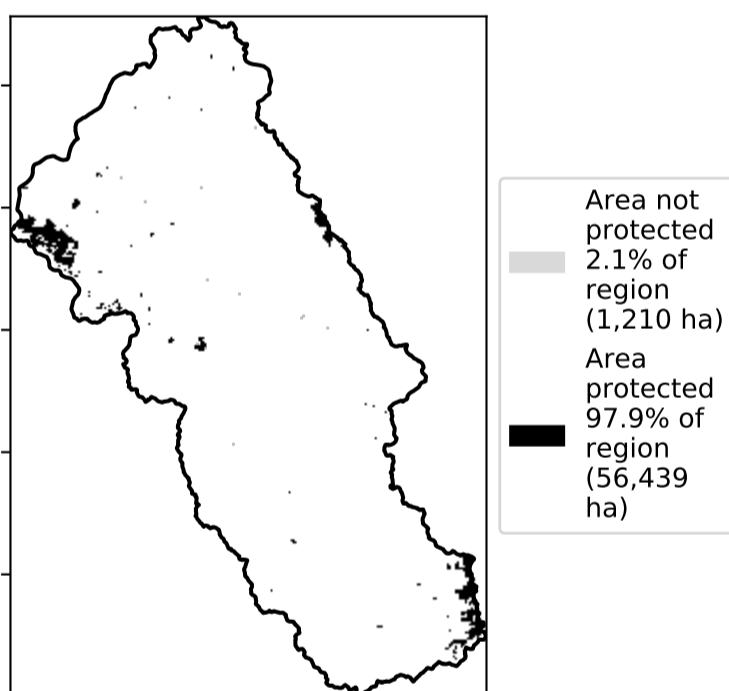 Area not
protected
2.1% of
region
(1,210 ha)
Area
protected
97.9% of
region
(56,439
ha)